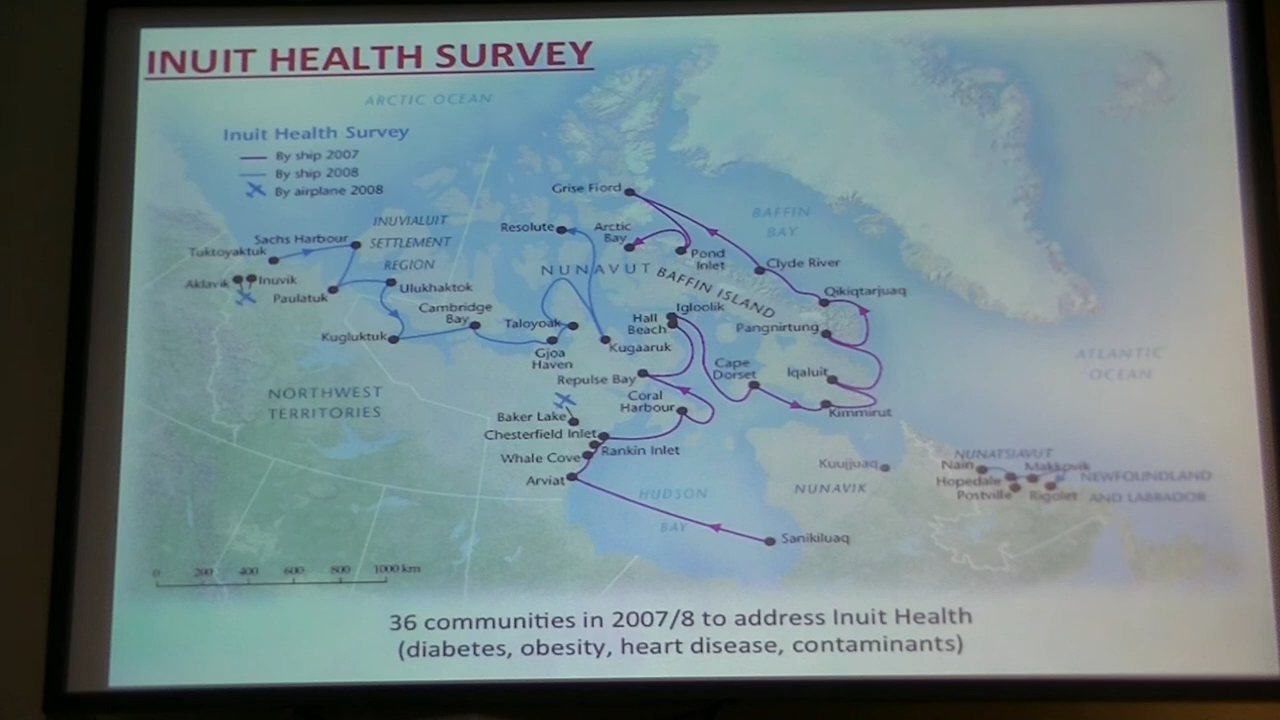 INUIT HEALTH SURVEY
ARCTIC OCEAN
Inuit Health Survey
By ship 2007
By ship 2008
By airplane 2008
Grise Fiord
BAFFIN
BAY
INUVIALUIT
SETTLEMENT
REGION
Resolute
Arctic
Bay
Sachs Harbour
Tuktoyaktuk
Pond
Inlet
Clyde River
NUNAVUT
BAFFIN ISLAND
Aklavik
Inuvik
Paulatuk
Ulukhaktok
Qikiqtarjuaq
Cambridge
Bay
Igloolik
Hall
Beach
Taloyoak
Pangnirtung
Kugluktuk
Gjoa
Haven
Kugaaruk
ATLANTIC
OCEAN
Cape
Dorset
Iqaluit
Repulse Bay
NORTHWEST
TERRITORIES
Coral
Harbour
Kimmirut
Baker Lake
Chesterfield Inlet
Rankin Inlet
Whale Cove
Arviat
Kuujjuaq
NUNAVIK
NUNATSIAVUT
Nain
Makkovik
Hopedale
Postville
Rigolet
NEWFOUNDLAND
AND LABRADOR
HUDSON
BAY
Sanikiluaq
0 200 400 600 800 1000 km
36 communities in 2007/8 to address Inuit Health
(diabetes, obesity, heart disease, contaminants)